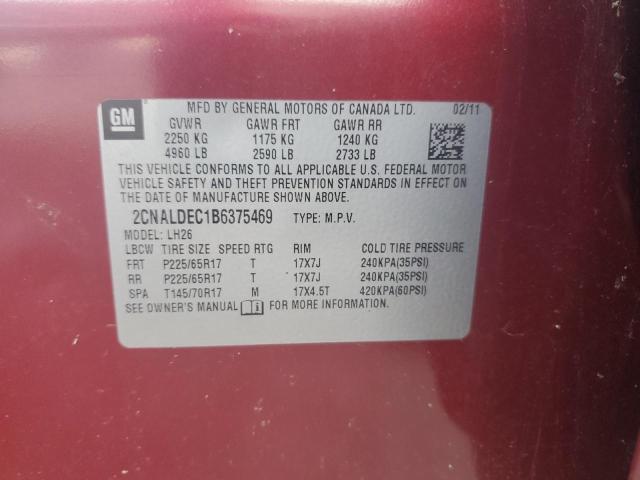 GM
MFD BY GENERAL MOTORS OF CANADA LTD. 02/11
GVWR GAWR FRT GAWR RR
2250 KG 1175 KG 1240 KG
4960 LB 2590 LB 2733 LB
THIS VEHICLE CONFORMS TO ALL APPLICABLE U.S. FEDERAL MOTOR
VEHICLE SAFETY AND THEFT PREVENTION STANDARDS IN EFFECT ON
THE DATE OF MANUFACTURE SHOWN ABOVE.
2CNALDEC1B6375469 TYPE: M.P.V.
MODEL: LH26
LBCW TIRE SIZE SPEED RTG RIM COLD TIRE PRESSURE
FRT P225/65R17 T 17X7J 240KPA(35PSI)
RR P225/65R17 T 17X7J 240KPA(35PSI)
SPA T145/70R17 M 17X4.5T 420KPA(60PSI)
SEE OWNER'S MANUAL i FOR MORE INFORMATION.